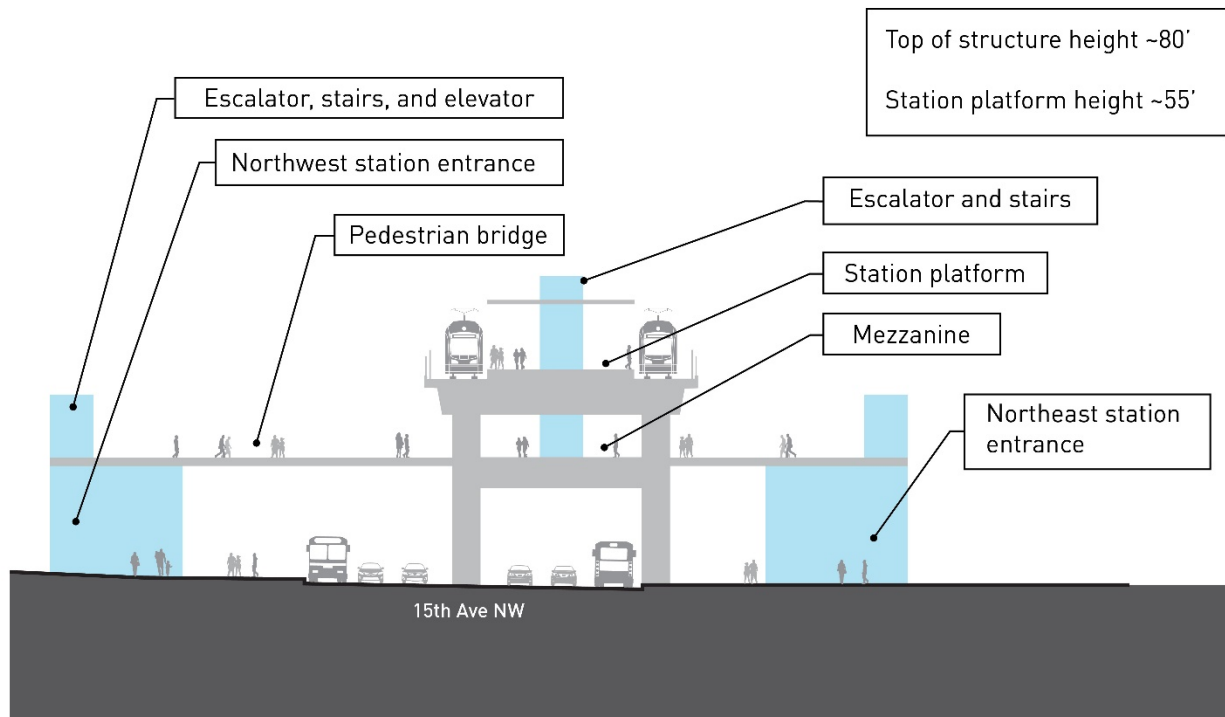 Top of structure height ~80’
Station platform height ~55’
Escalator, stairs, and elevator
Northwest station entrance
Pedestrian bridge
Escalator and stairs
Station platform
Mezzanine
Northeast station
entrance
15th Ave NW